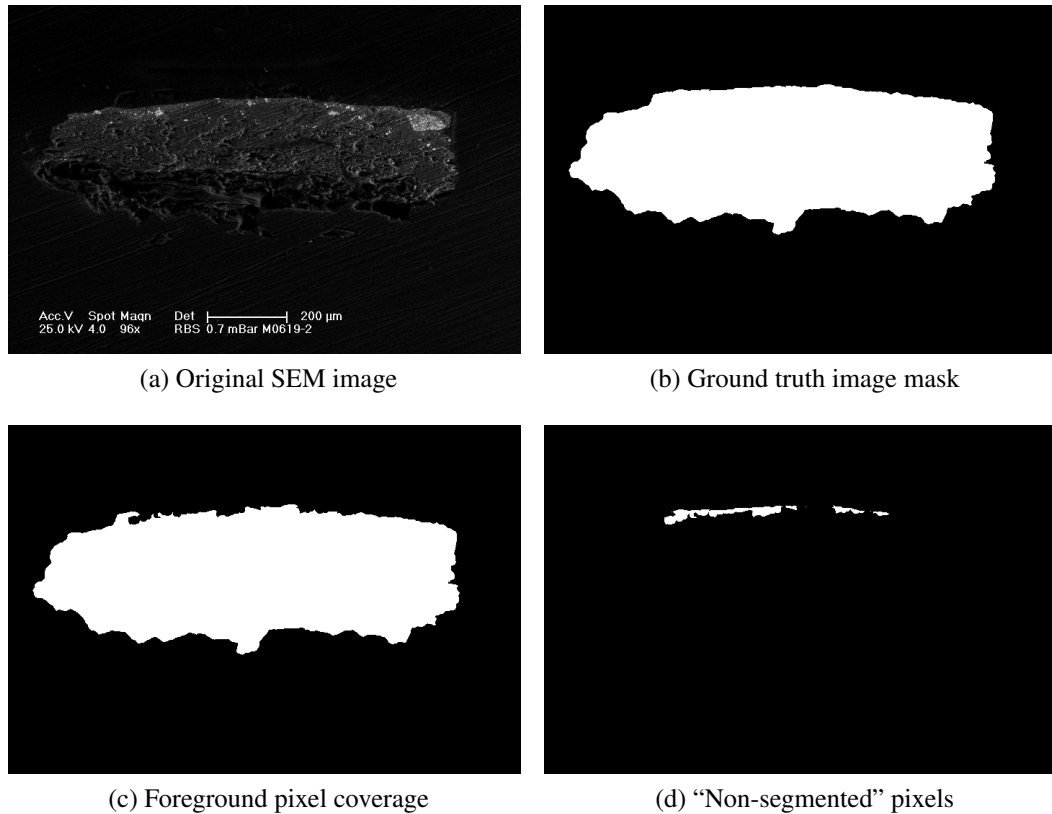 Acc.V Spot Magn Det 200 µm
25.0 kV 4.0 96x RBS 0.7 mBar M0619-2
(a) Original SEM image
(b) Ground truth image mask
(c) Foreground pixel coverage
(d) “Non-segmented” pixels